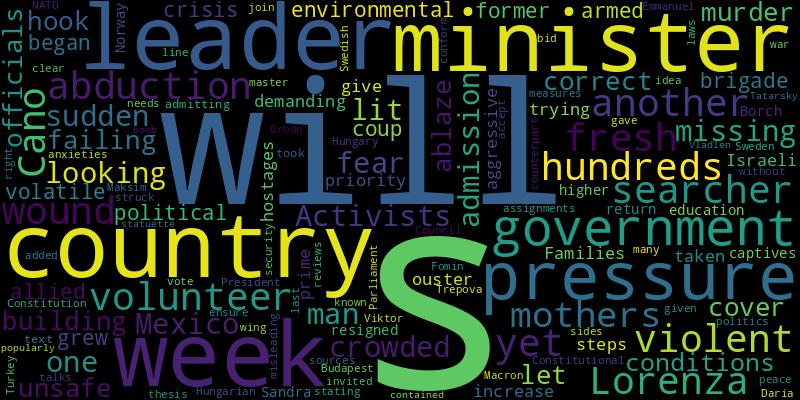 NATO crisis join environmental former armed Emmanuel murder
hook leader minister
Norway line Swedish conform bid laws war
began officials clear master give correct idea brigade
abduction needs admitting demanding lit another measures Tatarsky
Cano sudden will coup ablaze aggressive accept trying gave Borch
failing bomb fresh missing
right anxieties Orban Hungary fear Vladlen Sweden without
looking took priority admission counterpart hundreds Israeli
volatile Maksim struck hostages higher searcher
wound political Activists assignments return education
statuette Council government
country security prime reviews Parliament S Families many taken captives
added President Fomin pressure
allied Constitution vote ensure last ouster Trepova mothers given cover
volunteer known man Viktor politics
building Mexico wing resigned yet sides violent
text grew misleading crowded steps
popularly week sources Budapest let Constitutional conditions
Turkey one talks invited Macron Lorenza peace
unsafe thesis Hungarian Sandra stating contained increase Daria